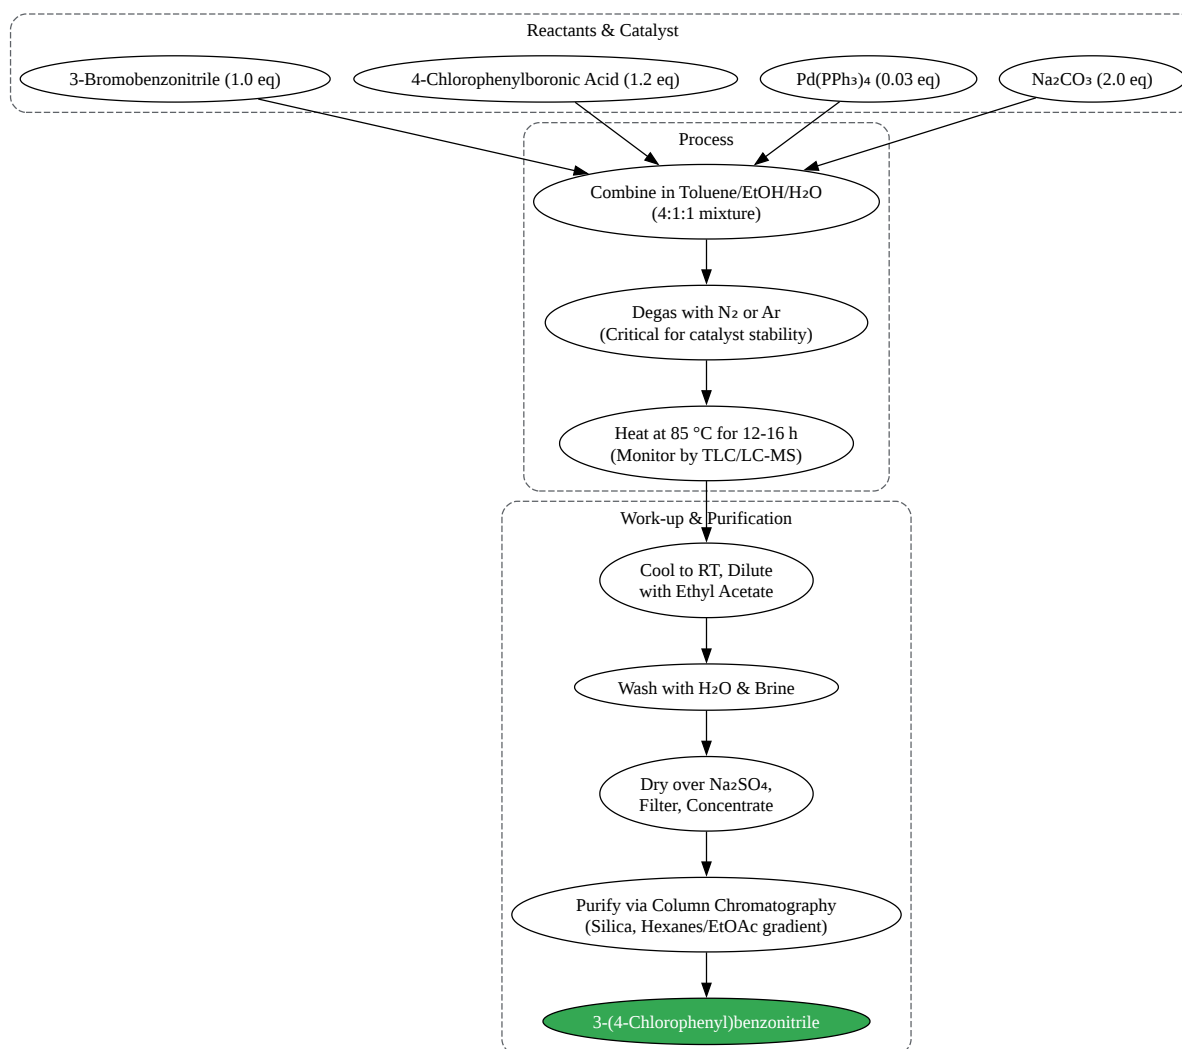 Reactants & Catalyst
3-Bromobenzonitrile (1.0 eq)
4-Chlorophenylboronic Acid (1.2 eq)
Pd(PPh₃)₄ (0.03 eq)
Na₂CO₃ (2.0 eq)
Process
Combine in Toluene/EtOH/H₂O
(4:1:1 mixture)
Degas with N₂ or Ar
(Critical for catalyst stability)
Heat at 85 °C for 12-16 h
(Monitor by TLC/LC-MS)
Work-up & Purification
Cool to RT, Dilute
with Ethyl Acetate
Wash with H₂O & Brine
Dry over Na₂SO₄,
Filter, Concentrate
Purify via Column Chromatography
(Silica, Hexanes/EtOAc gradient)
3-(4-Chlorophenyl)benzonitrile